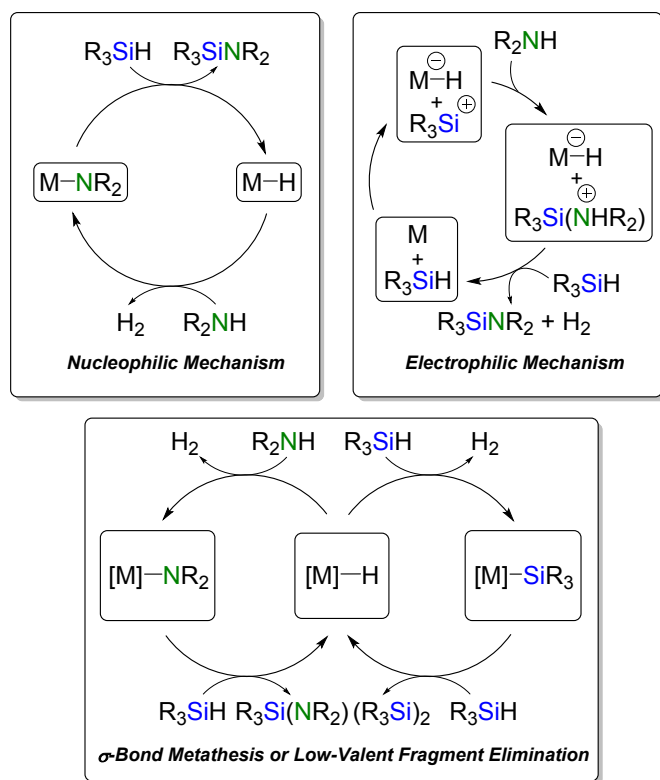 R₃SiH R₃SiNR₂
M–NR₂ M–H
H₂ R₂NH
Nucleophilic Mechanism
R₂NH
⊖
M–H
+
⊕
R₃Si
⊖
M–H
+
⊕
R₃Si(NHR₂)
M
+
R₃SiH
R₃SiH
R₃SiNR₂ + H₂
Electrophilic Mechanism
H₂ R₂NH R₃SiH H₂
[M]–NR₂ [M]–H [M]–SiR₃
R₃SiH R₃Si(NR₂) (R₃Si)₂ R₃SiH
σ-Bond Metathesis or Low-Valent Fragment Elimination